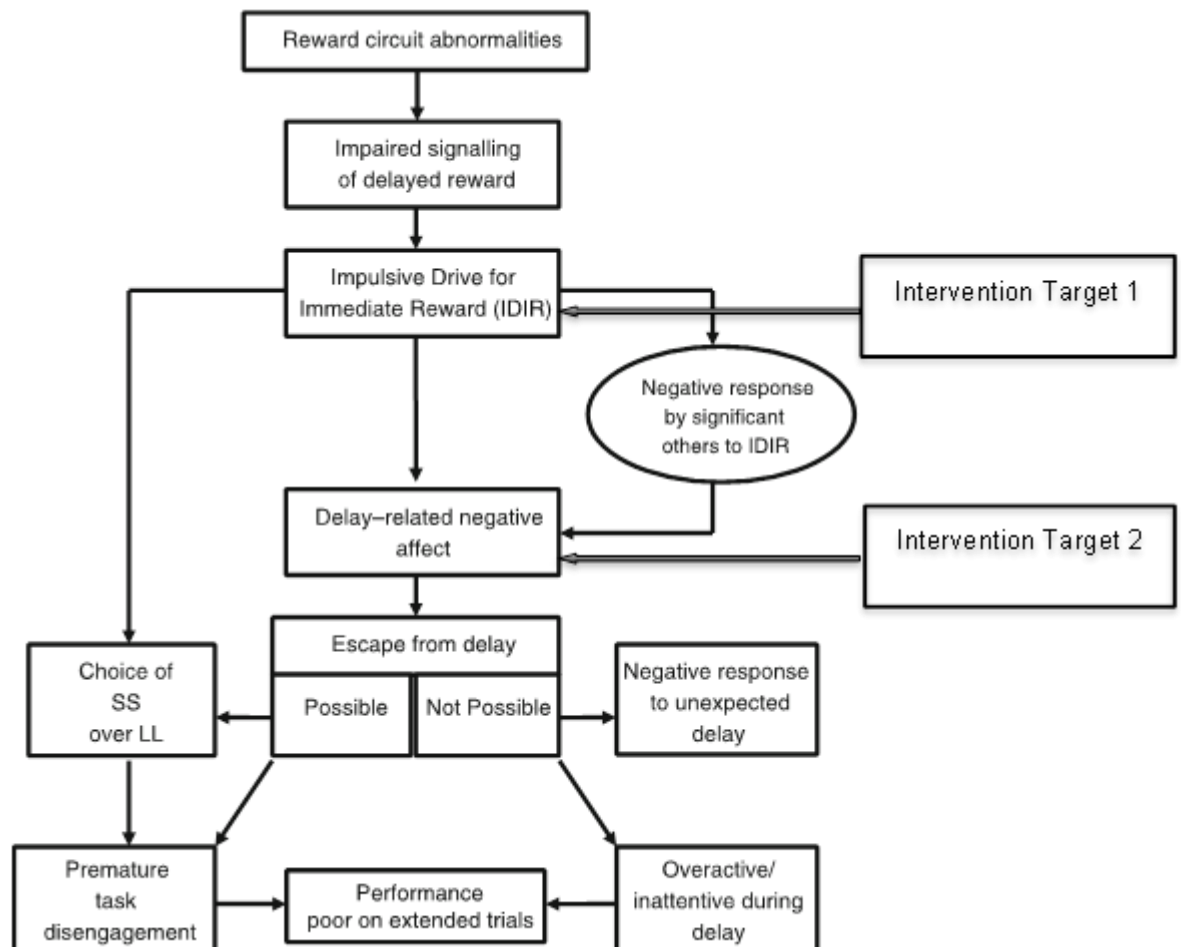 Reward circuit abnormalities
Impaired signalling
of delayed reward
Impulsive Drive for
Immediate Reward (IDIR)
Intervention Target 1
Negative response
by significant
others to IDIR
Delay–related negative
affect
Intervention Target 2
Escape from delay
Possible
Not Possible
Choice of
SS
over LL
Negative response
to unexpected
delay
Premature
task
disengagement
Performance
poor on extended trials
Overactive/
inattentive during
delay